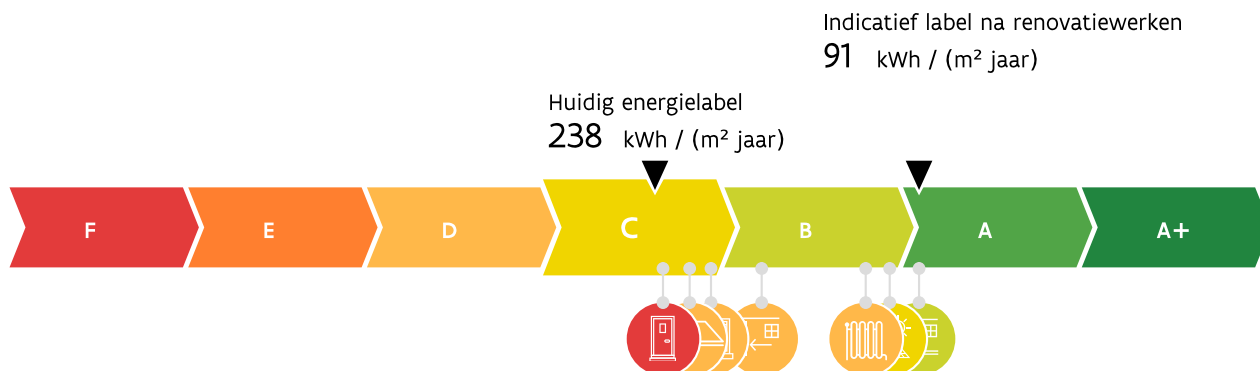 Indicatief label na renovatiewerken
91 kWh / (m² jaar)
Huidig energielabel
238 kWh / (m² jaar)
F E D C B A A+